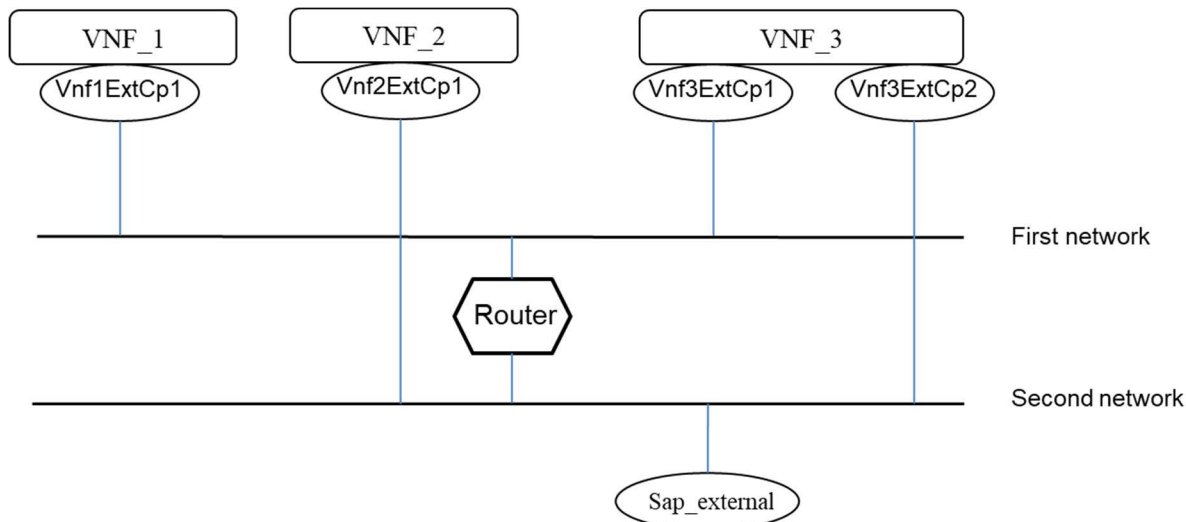 VNF_1
VNF_2
VNF_3
Vnf1ExtCp1
Vnf2ExtCp1
Vnf3ExtCp1
Vnf3ExtCp2
First network
Router
Second network
Sap_external